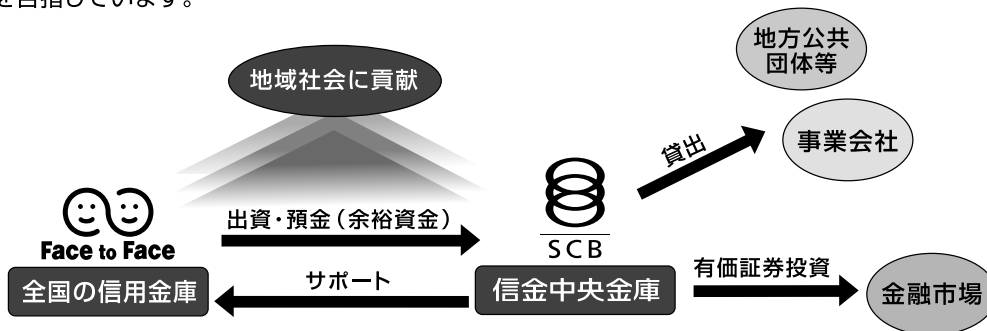 を目指しています。
地方公共
団体等
地域社会に貢献
事業会社
貸出
出資・預金（余裕資金）
Face to Face
SCB
サポート
有価証券投資
全国の信用金庫
信金中央金庫
金融市場